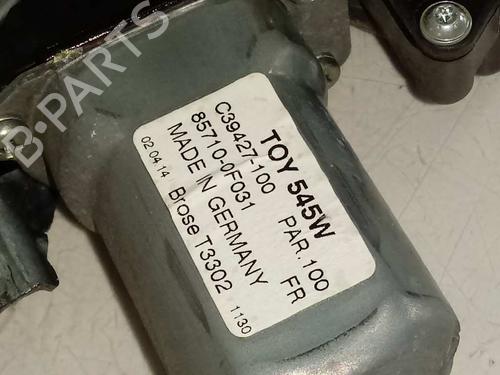 TOY 545W
PAR.100 FR
C39427-100
85710-0F031
MADE IN GERMANY
Brose T3302
02.04.14
1130
B-PARTS